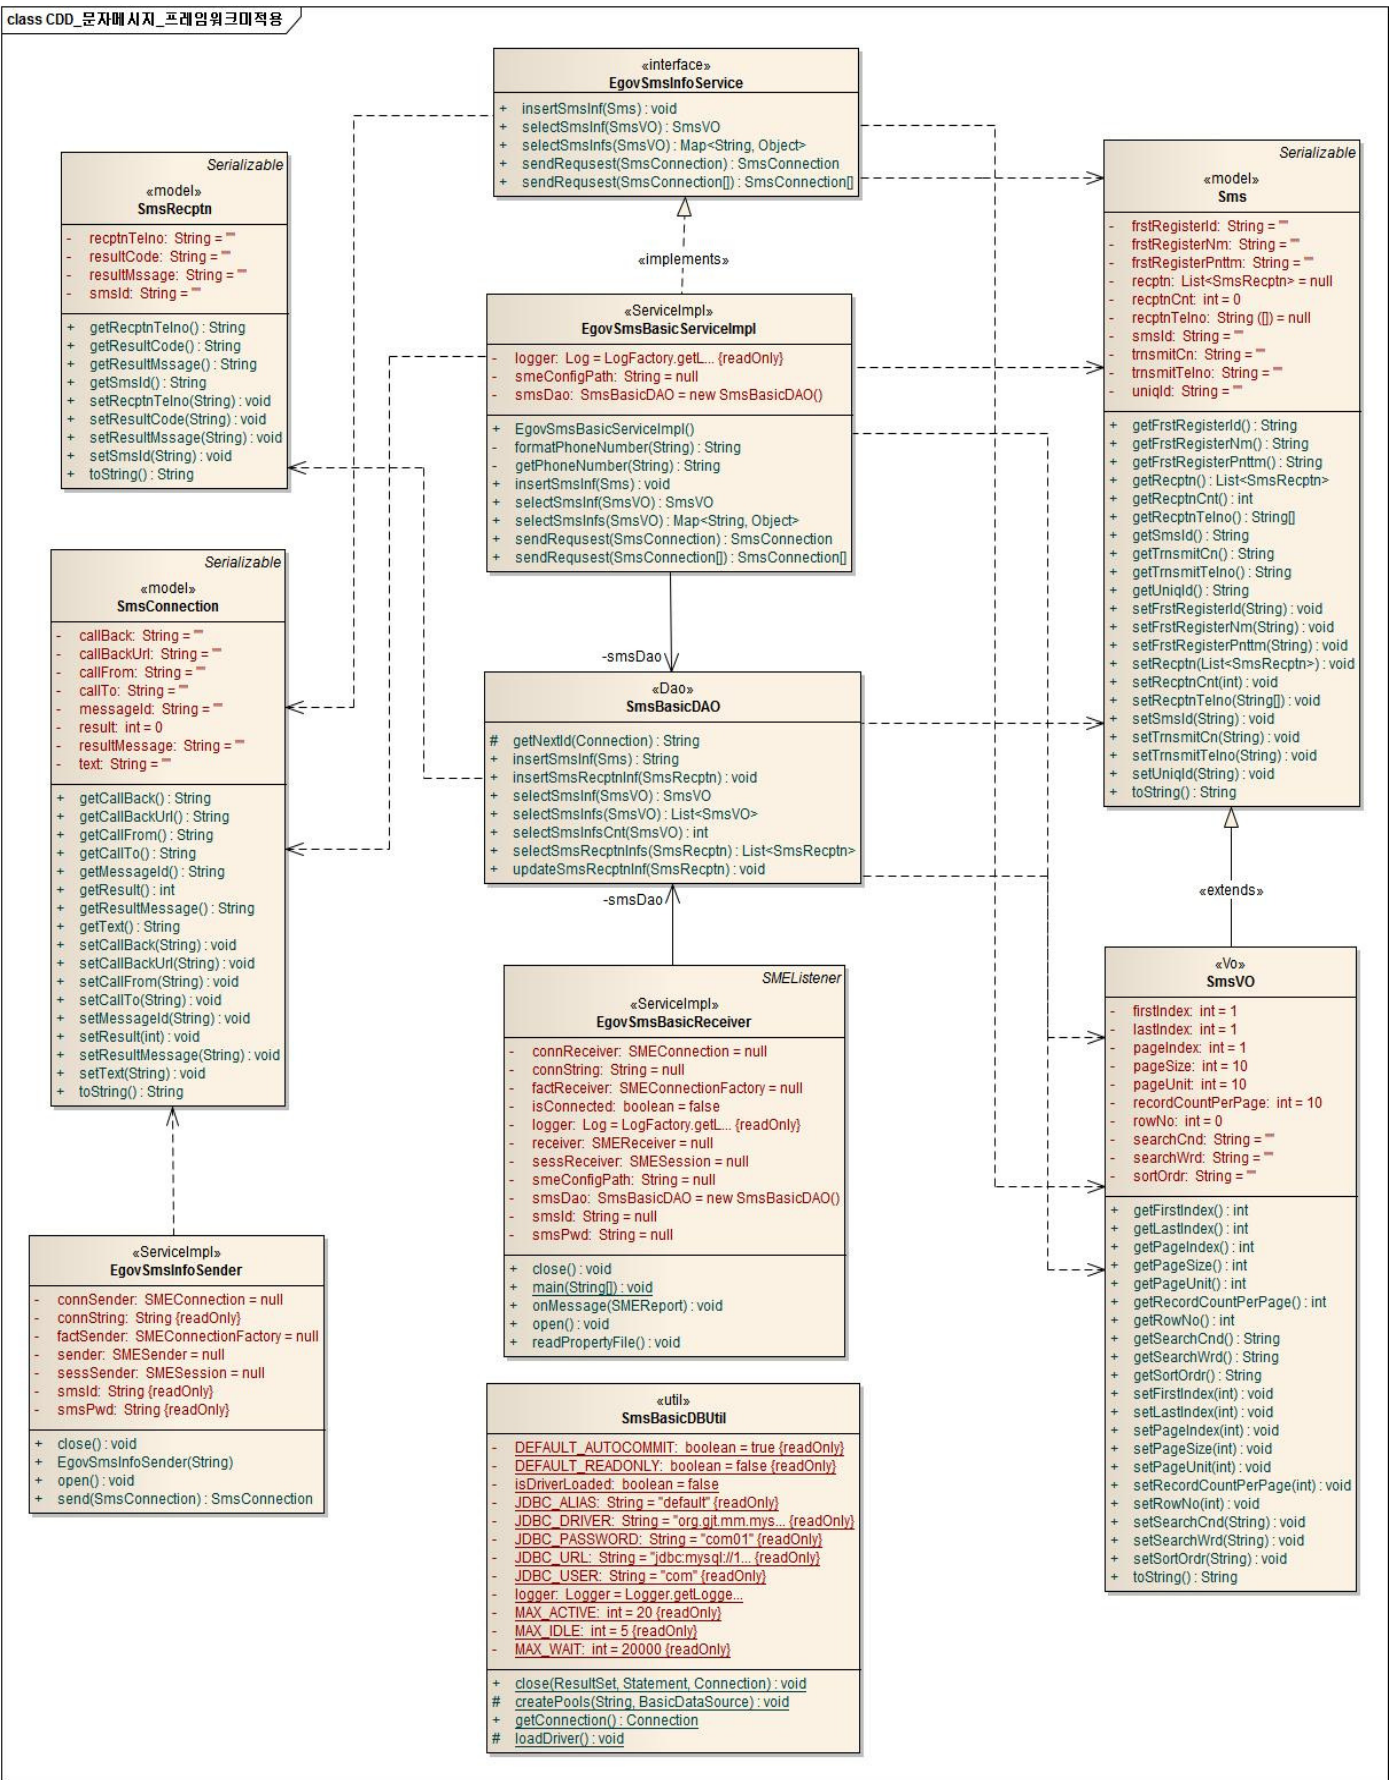 class CDD_문자메시지_프레임워크미적용
«interface»
EgovSmsInfoService
+ insertSmsInf(Sms) : void
+ selectSmsInf(SmsVO) : SmsVO
+ selectSmsInfs(SmsVO) : Map<String, Object>
+ sendRequsest(SmsConnection) : SmsConnection
+ sendRequsest(SmsConnection[]) : SmsConnection[]
Serializable
«model»
SmsRecptn
- recptnTelno: String = ""
- resultCode: String = ""
- resultMssage: String = ""
- smsId: String = ""
+ getRecptnTelno() : String
+ getResultCode() : String
+ getResultMssage() : String
+ getSmsId() : String
+ setRecptnTelno(String) : void
+ setResultCode(String) : void
+ setResultMssage(String) : void
+ setSmsId(String) : void
+ toString() : String
Serializable
«model»
Sms
- frstRegisterId: String = ""
- frstRegisterNm: String = ""
- frstRegisterPnttm: String = ""
- recptn: List<SmsRecptn> = null
- recptnCnt: int = 0
- recptnTelno: String ([]) = null
- smsId: String = ""
- trnsmitCn: String = ""
- trnsmitTelno: String = ""
- uniqId: String = ""
+ getFrstRegisterId() : String
+ getFrstRegisterNm() : String
+ getFrstRegisterPnttm() : String
+ getRecptn() : List<SmsRecptn>
+ getRecptnCnt() : int
+ getRecptnTelno() : String[]
+ getSmsId() : String
+ getTrnsmitCn() : String
+ getTrnsmitTelno() : String
+ getUniqId() : String
+ setFrstRegisterId(String) : void
+ setFrstRegisterNm(String) : void
+ setFrstRegisterPnttm(String) : void
+ setRecptn(List<SmsRecptn>) : void
+ setRecptnCnt(int) : void
+ setRecptnTelno(String[]) : void
+ setSmsId(String) : void
+ setTrnsmitCn(String) : void
+ setTrnsmitTelno(String) : void
+ setUniqId(String) : void
+ toString() : String
«implements»
«ServiceImpl»
EgovSmsBasicServiceImpl
- logger: Log = LogFactory.getL... {readOnly}
- smeConfigPath: String = null
- smsDao: SmsBasicDAO = new SmsBasicDAO()
+ EgovSmsBasicServiceImpl()
- formatPhoneNumber(String) : String
- getPhoneNumber(String) : String
+ insertSmsInf(Sms) : void
+ selectSmsInf(SmsVO) : SmsVO
+ selectSmsInfs(SmsVO) : Map<String, Object>
+ sendRequsest(SmsConnection) : SmsConnection
+ sendRequsest(SmsConnection[]) : SmsConnection[]
Serializable
«model»
SmsConnection
- callBack: String = ""
- callBackUrl: String = ""
- callFrom: String = ""
- callTo: String = ""
- messageId: String = ""
- result: int = 0
- resultMessage: String = ""
- text: String = ""
+ getCallBack() : String
+ getCallBackUrl() : String
+ getCallFrom() : String
+ getCallTo() : String
+ getMessageId() : String
+ getResult() : int
+ getResultMessage() : String
+ getText() : String
+ setCallBack(String) : void
+ setCallBackUrl(String) : void
+ setCallFrom(String) : void
+ setCallTo(String) : void
+ setMessageId(String) : void
+ setResult(int) : void
+ setResultMessage(String) : void
+ setText(String) : void
+ toString() : String
-smsDao
«Dao»
SmsBasicDAO
# getNextId(Connection) : String
+ insertSmsInf(Sms) : String
+ insertSmsRecptnInf(SmsRecptn) : void
+ selectSmsInf(SmsVO) : SmsVO
+ selectSmsInfs(SmsVO) : List<SmsVO>
+ selectSmsInfsCnt(SmsVO) : int
+ selectSmsRecptnInfs(SmsRecptn) : List<SmsRecptn>
+ updateSmsRecptnInf(SmsRecptn) : void
-smsDao
«extends»
«Vo»
SmsVO
- firstIndex: int = 1
- lastIndex: int = 1
- pageIndex: int = 1
- pageSize: int = 10
- pageUnit: int = 10
- recordCountPerPage: int = 10
- rowNo: int = 0
- searchCnd: String = ""
- searchWrd: String = ""
- sortOrdr: String = ""
+ getFirstIndex() : int
+ getLastIndex() : int
+ getPageIndex() : int
+ getPageSize() : int
+ getPageUnit() : int
+ getRecordCountPerPage() : int
+ getRowNo() : int
+ getSearchCnd() : String
+ getSearchWrd() : String
+ getSortOrdr() : String
+ setFirstIndex(int) : void
+ setLastIndex(int) : void
+ setPageIndex(int) : void
+ setPageSize(int) : void
+ setPageUnit(int) : void
+ setRecordCountPerPage(int) : void
+ setRowNo(int) : void
+ setSearchCnd(String) : void
+ setSearchWrd(String) : void
+ setSortOrdr(String) : void
+ toString() : String
SMEListener
«ServiceImpl»
EgovSmsBasicReceiver
- connReceiver: SMEConnection = null
- connString: String = null
- factReceiver: SMEConnectionFactory = null
- isConnected: boolean = false
- logger: Log = LogFactory.getL... {readOnly}
- receiver: SMEReceiver = null
- sessReceiver: SMESession = null
- smeConfigPath: String = null
- smsDao: SmsBasicDAO = new SmsBasicDAO()
- smsId: String = null
- smsPwd: String = null
+ close() : void
+ main(String[]) : void
+ onMessage(SMEReport) : void
+ open() : void
+ readPropertyFile() : void
«ServiceImpl»
EgovSmsInfoSender
- connSender: SMEConnection = null
- connString: String {readOnly}
- factSender: SMEConnectionFactory = null
- sender: SMESender = null
- sessSender: SMESession = null
- smsId: String {readOnly}
- smsPwd: String {readOnly}
+ close() : void
+ EgovSmsInfoSender(String)
+ open() : void
+ send(SmsConnection) : SmsConnection
«util»
SmsBasicDBUtil
- DEFAULT_AUTOCOMMIT: boolean = true {readOnly}
- DEFAULT_READONLY: boolean = false {readOnly}
- isDriverLoaded: boolean = false
- JDBC_ALIAS: String = "default" {readOnly}
- JDBC_DRIVER: String = "org.gjt.mm.mys... {readOnly}
- JDBC_PASSWORD: String = "com01" {readOnly}
- JDBC_URL: String = "jdbc:mysql://1... {readOnly}
- JDBC_USER: String = "com" {readOnly}
- logger: Logger = Logger.getLogge...
- MAX_ACTIVE: int = 20 {readOnly}
- MAX_IDLE: int = 5 {readOnly}
- MAX_WAIT: int = 20000 {readOnly}
+ close(ResultSet, Statement, Connection) : void
# createPools(String, BasicDataSource) : void
+ getConnection() : Connection
# loadDriver() : void